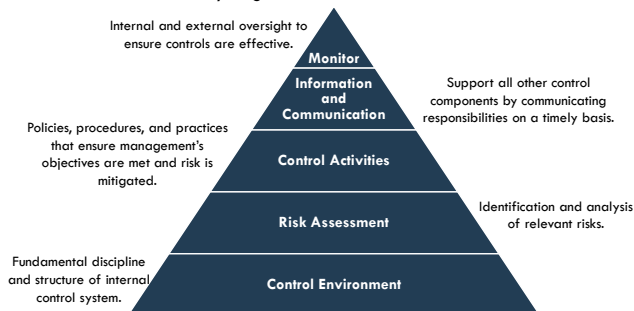 Internal and external oversight to
ensure controls are effective.
Monitor
Information
and
Communication
Support all other control
components by communicating
responsibilities on a timely basis.
Policies, procedures, and practices
that ensure management's
objectives are met and risk is
mitigated.
Control Activities
Risk Assessment
Identification and analysis
of relevant risks.
Fundamental discipline
and structure of internal
control system.
Control Environment